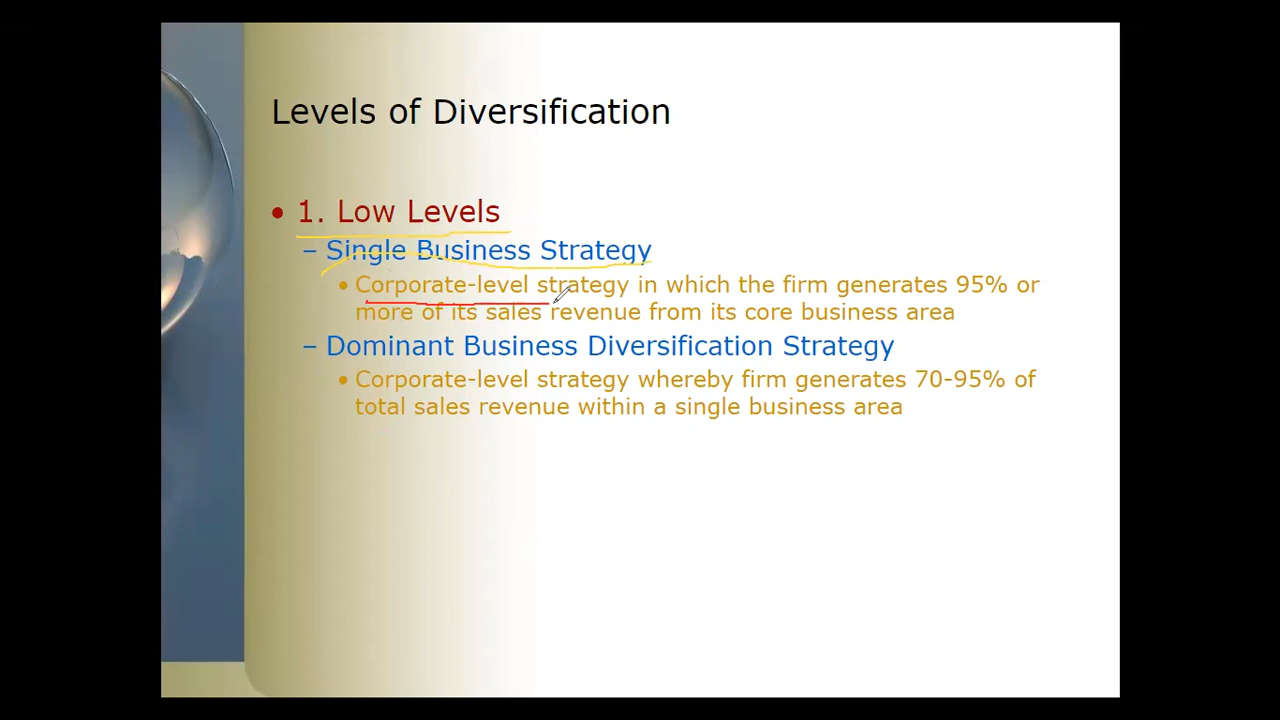 Levels of Diversification
• 1. Low Levels
– Single Business Strategy
• Corporate-level strategy in which the firm generates 95% or
more of its sales revenue from its core business area
– Dominant Business Diversification Strategy
• Corporate-level strategy whereby firm generates 70-95% of
total sales revenue within a single business area